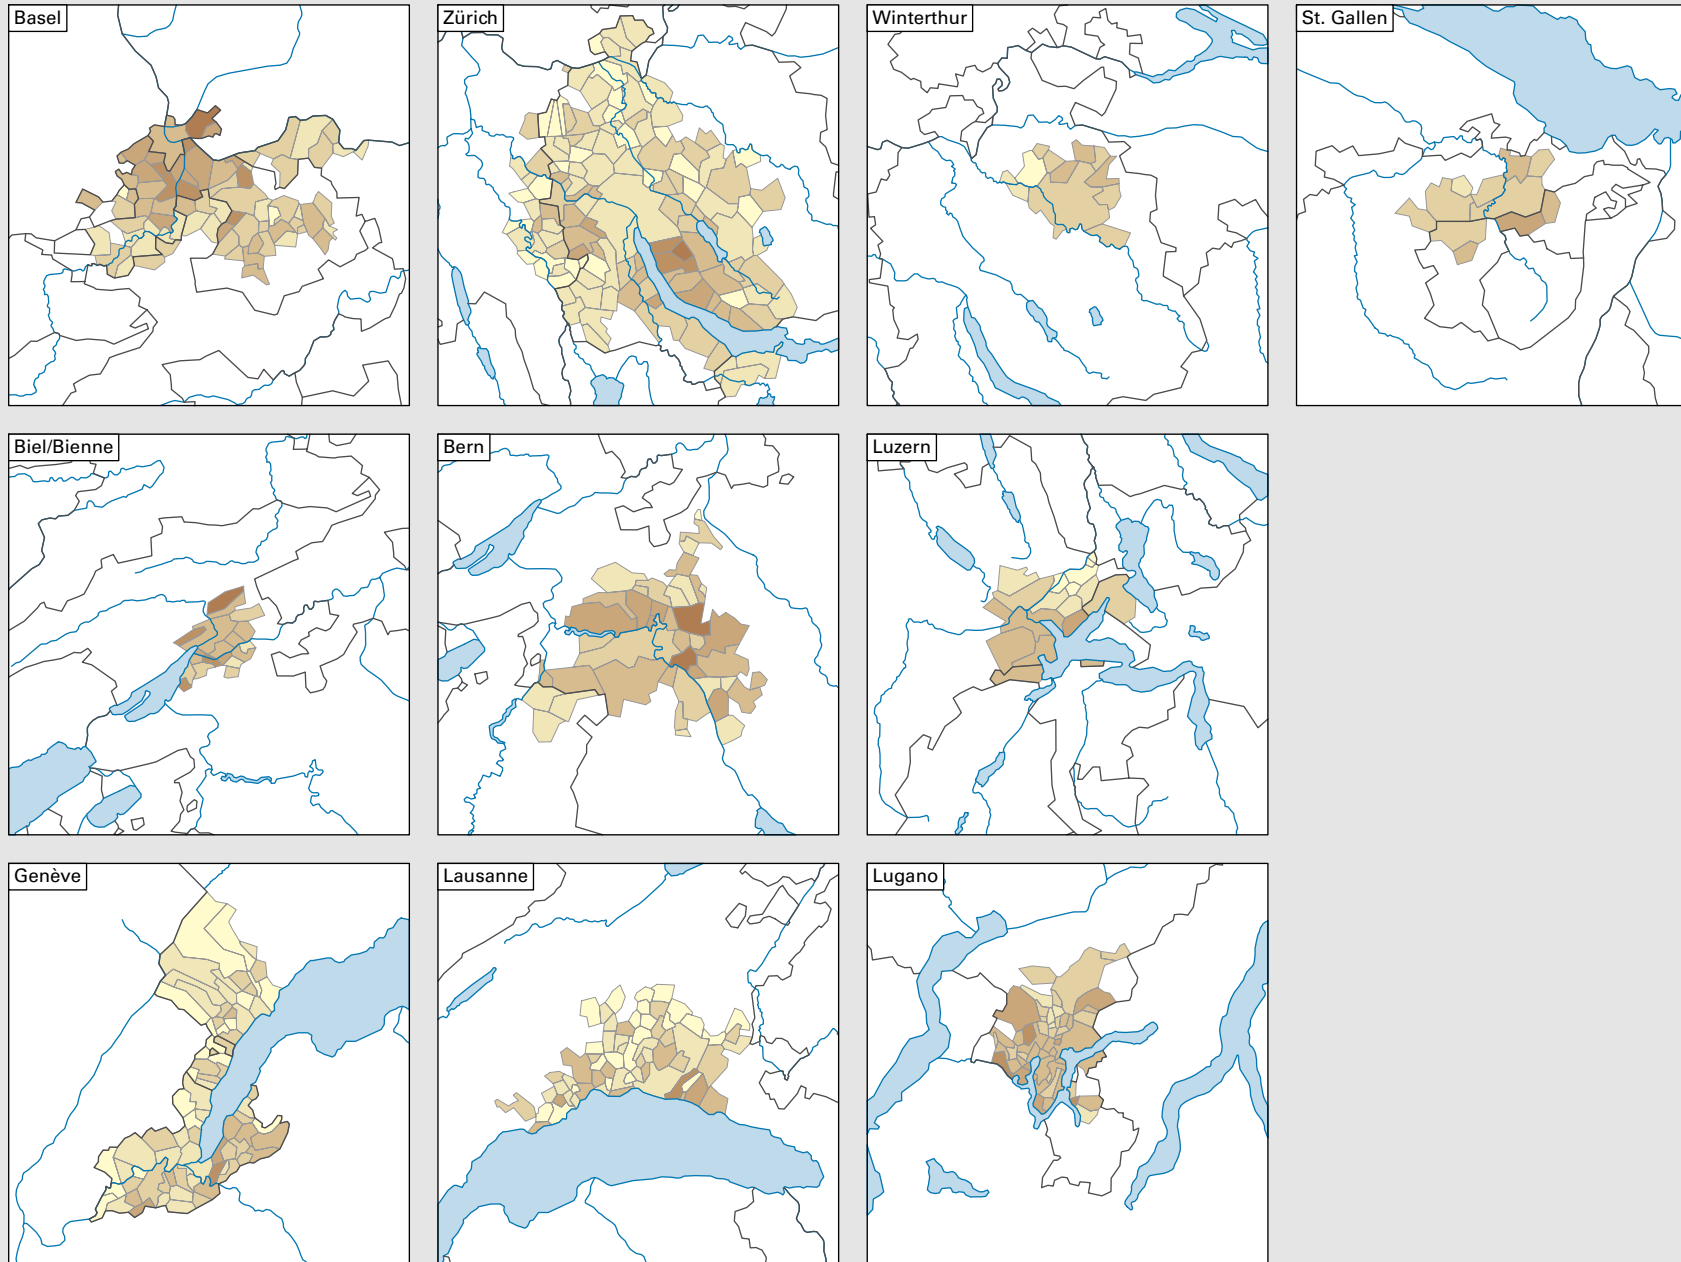 Basel
Zürich
Winterthur
St. Gallen
Biel/Bienne
Bern
Luzern
Genève
Lausanne
Lugano